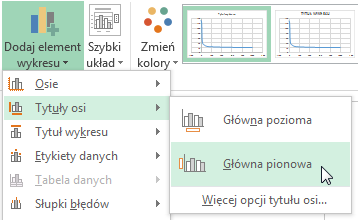 Dodaj element
wykresu
Szybki
układ
Zmień
kolory
Osie
Tytuły osi
Tytuł wykresu
Etykiety danych
Tabela danych
Słupki błędów
Główna pozioma
Główna pionowa
Więcej opcji tytułu osi...